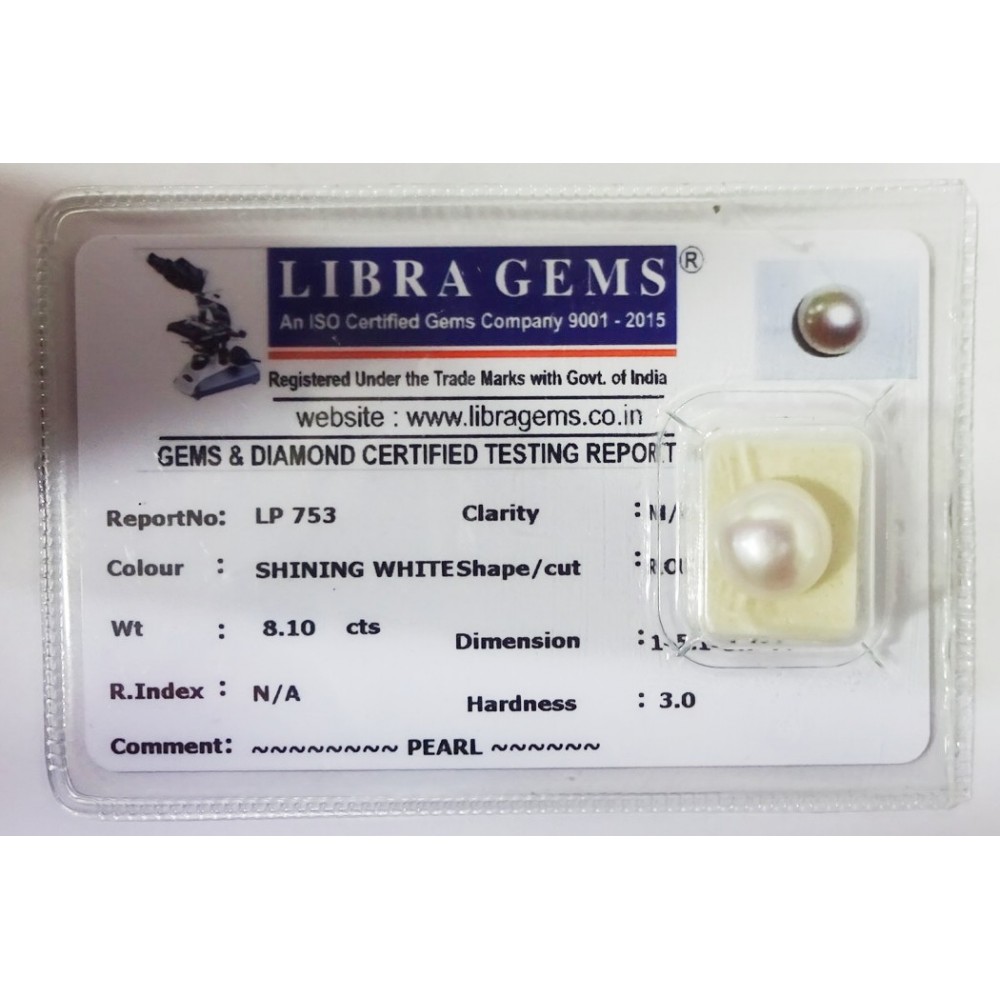 LIBRA GEMS ®
An ISO Certified Gems Company 9001 - 2015
Registered Under the Trade Marks with Govt. of India
website : www.libragems.co.in
GEMS & DIAMOND CERTIFIED TESTING REPORT
ReportNo: LP 753 Clarity :
Colour : SHINING WHITE Shape/cut :
Wt : 8.10 cts Dimension :
R.Index : N/A Hardness : 3.0
Comment: ~~~~~~~~ PEARL ~~~~~~